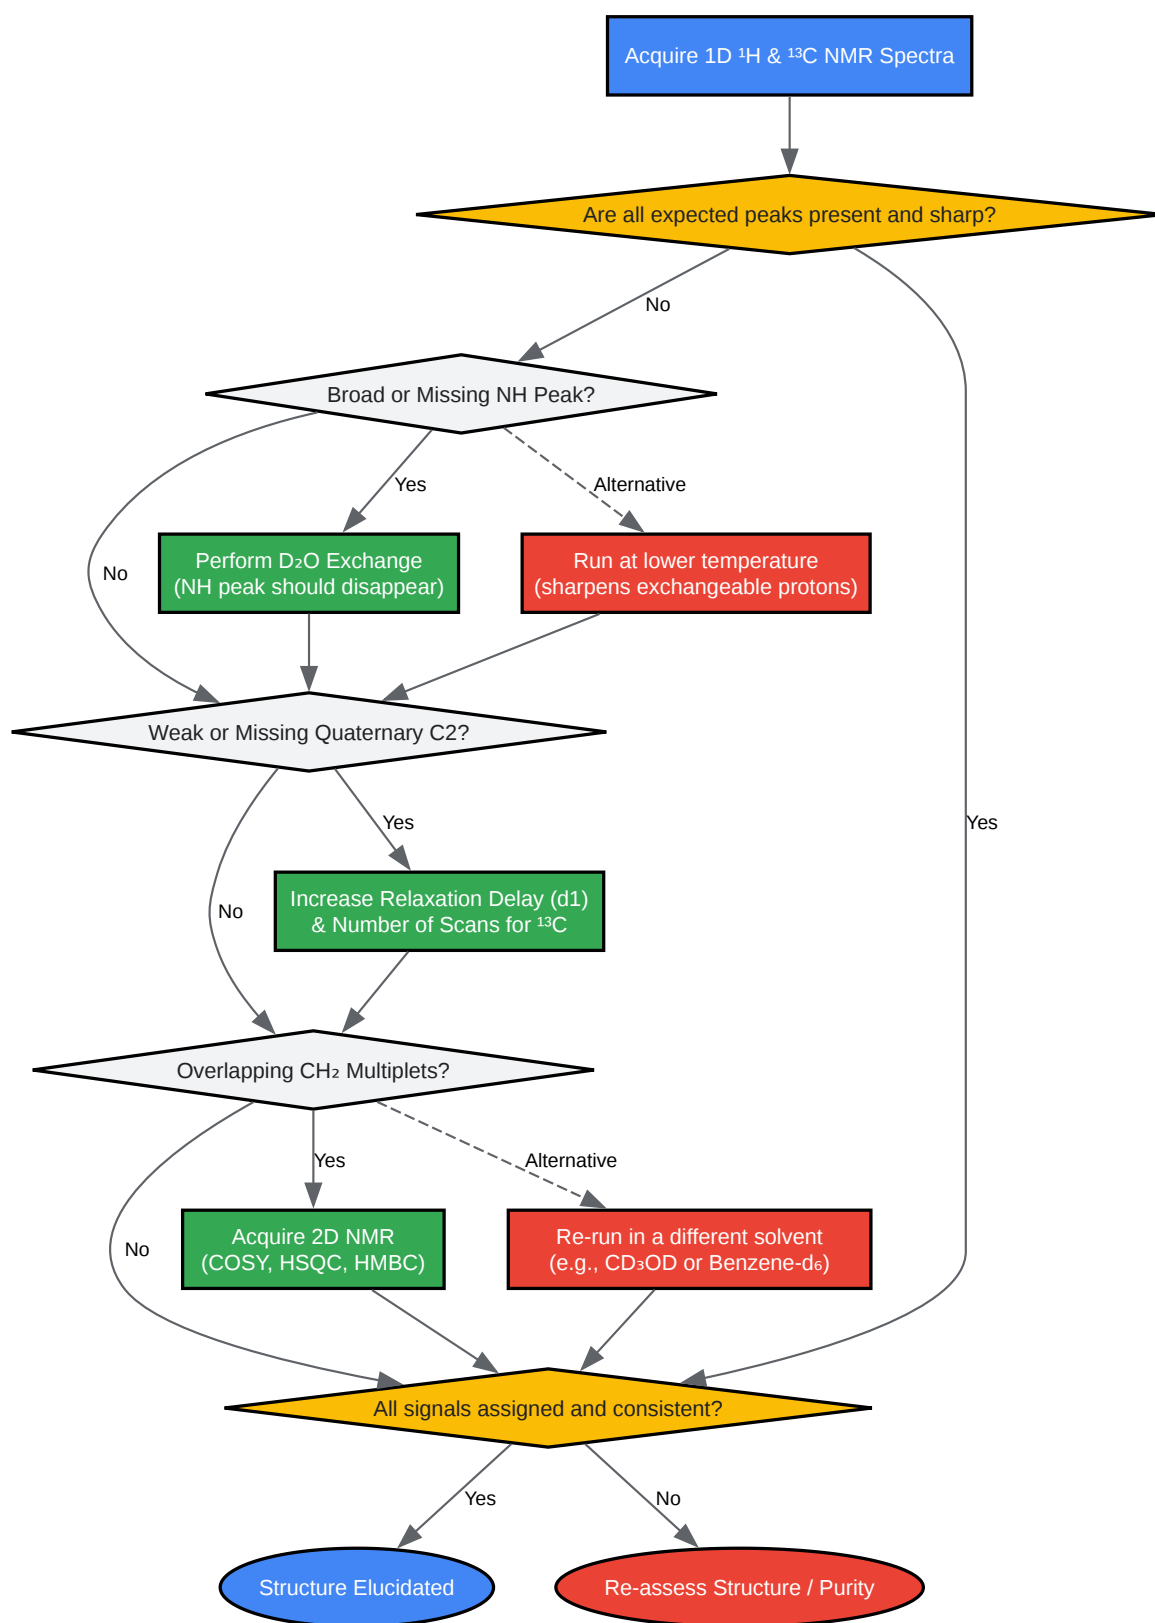 Acquire 1D ¹H & ¹³C NMR Spectra
Are all expected peaks present and sharp?
No
Broad or Missing NH Peak?
Yes
Alternative
Perform D₂O Exchange
(NH peak should disappear)
Run at lower temperature
(sharpens exchangeable protons)
No
Weak or Missing Quaternary C2?
Yes
Yes
Increase Relaxation Delay (d1)
& Number of Scans for ¹³C
No
Overlapping CH₂ Multiplets?
Yes
Alternative
Acquire 2D NMR
(COSY, HSQC, HMBC)
Re-run in a different solvent
(e.g., CD₃OD or Benzene-d₆)
No
All signals assigned and consistent?
Yes
No
Structure Elucidated
Re-assess Structure / Purity